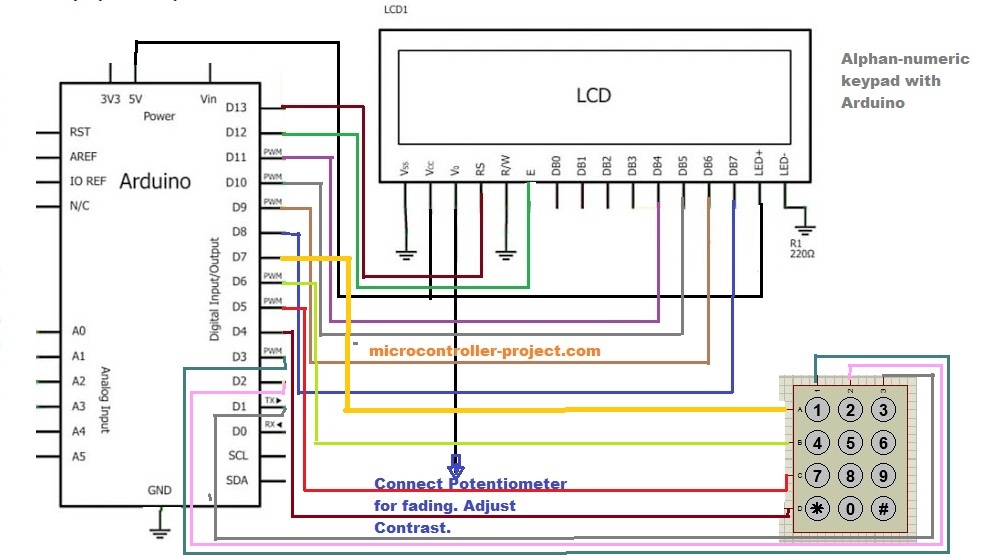 LCD1
Alphan-numeric
keypad with
Arduino
LCD
3V3 5V Vin
Power
D13
RST D12
AREF D11 PWM
IO REF Arduino D10 PWM
N/C D9 PWM
D8
D7
D6 PWM
D5 PWM
A0 D4
A1 D3 PWM
A2 D2
A3 D1 TX▶
A4 D0 RX◀
A5 SCL
SDA
GND
Digital Input/Output
Analog Input
Vss Vcc V0 RS R/W E DB0 DB1 DB2 DB3 DB4 DB5 DB6 DB7 LED+ LED-
R1
220Ω
microcontroller-project.com
Connect Potentiometer
for fading. Adjust
Contrast.
1 2 3
A 1 2 3
B 4 5 6
C 7 8 9
D * 0 #